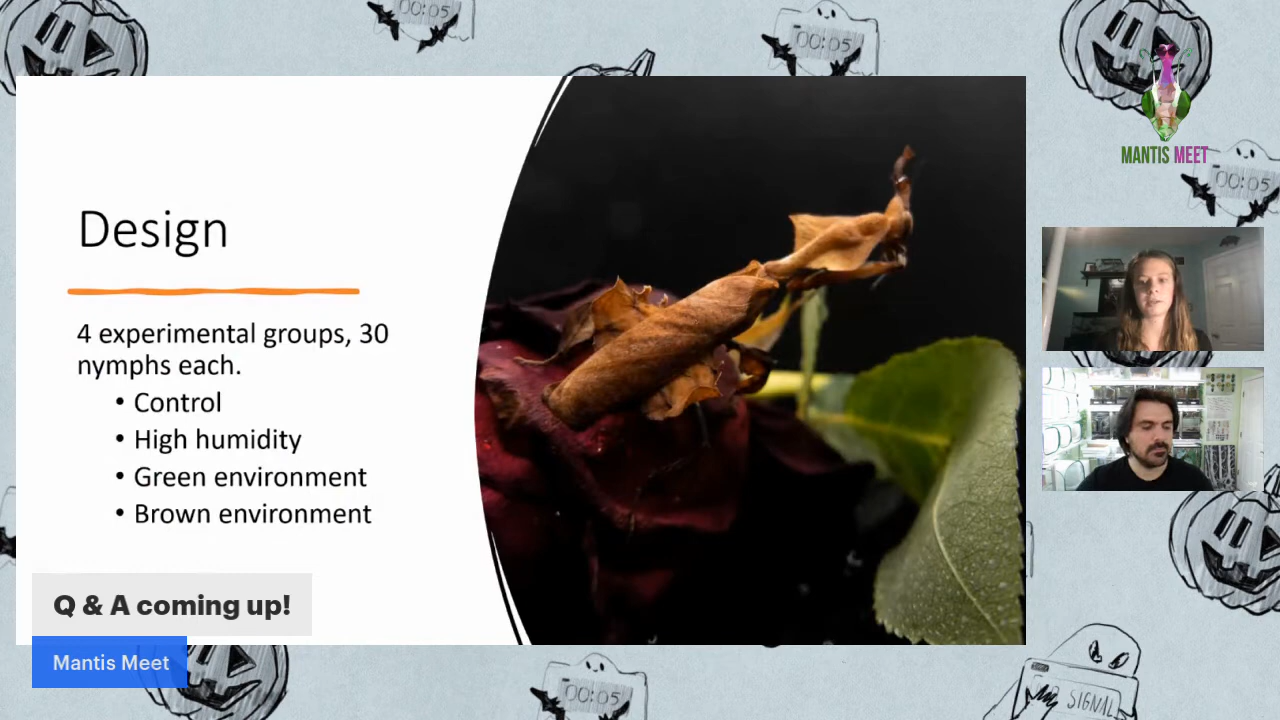 00:05
00:05
MANTIS MEET
00:05
Design
4 experimental groups, 30
nymphs each.
• Control
• High humidity
• Green environment
• Brown environment
Q & A coming up!
Mantis Meet
00:05
SIGNAL